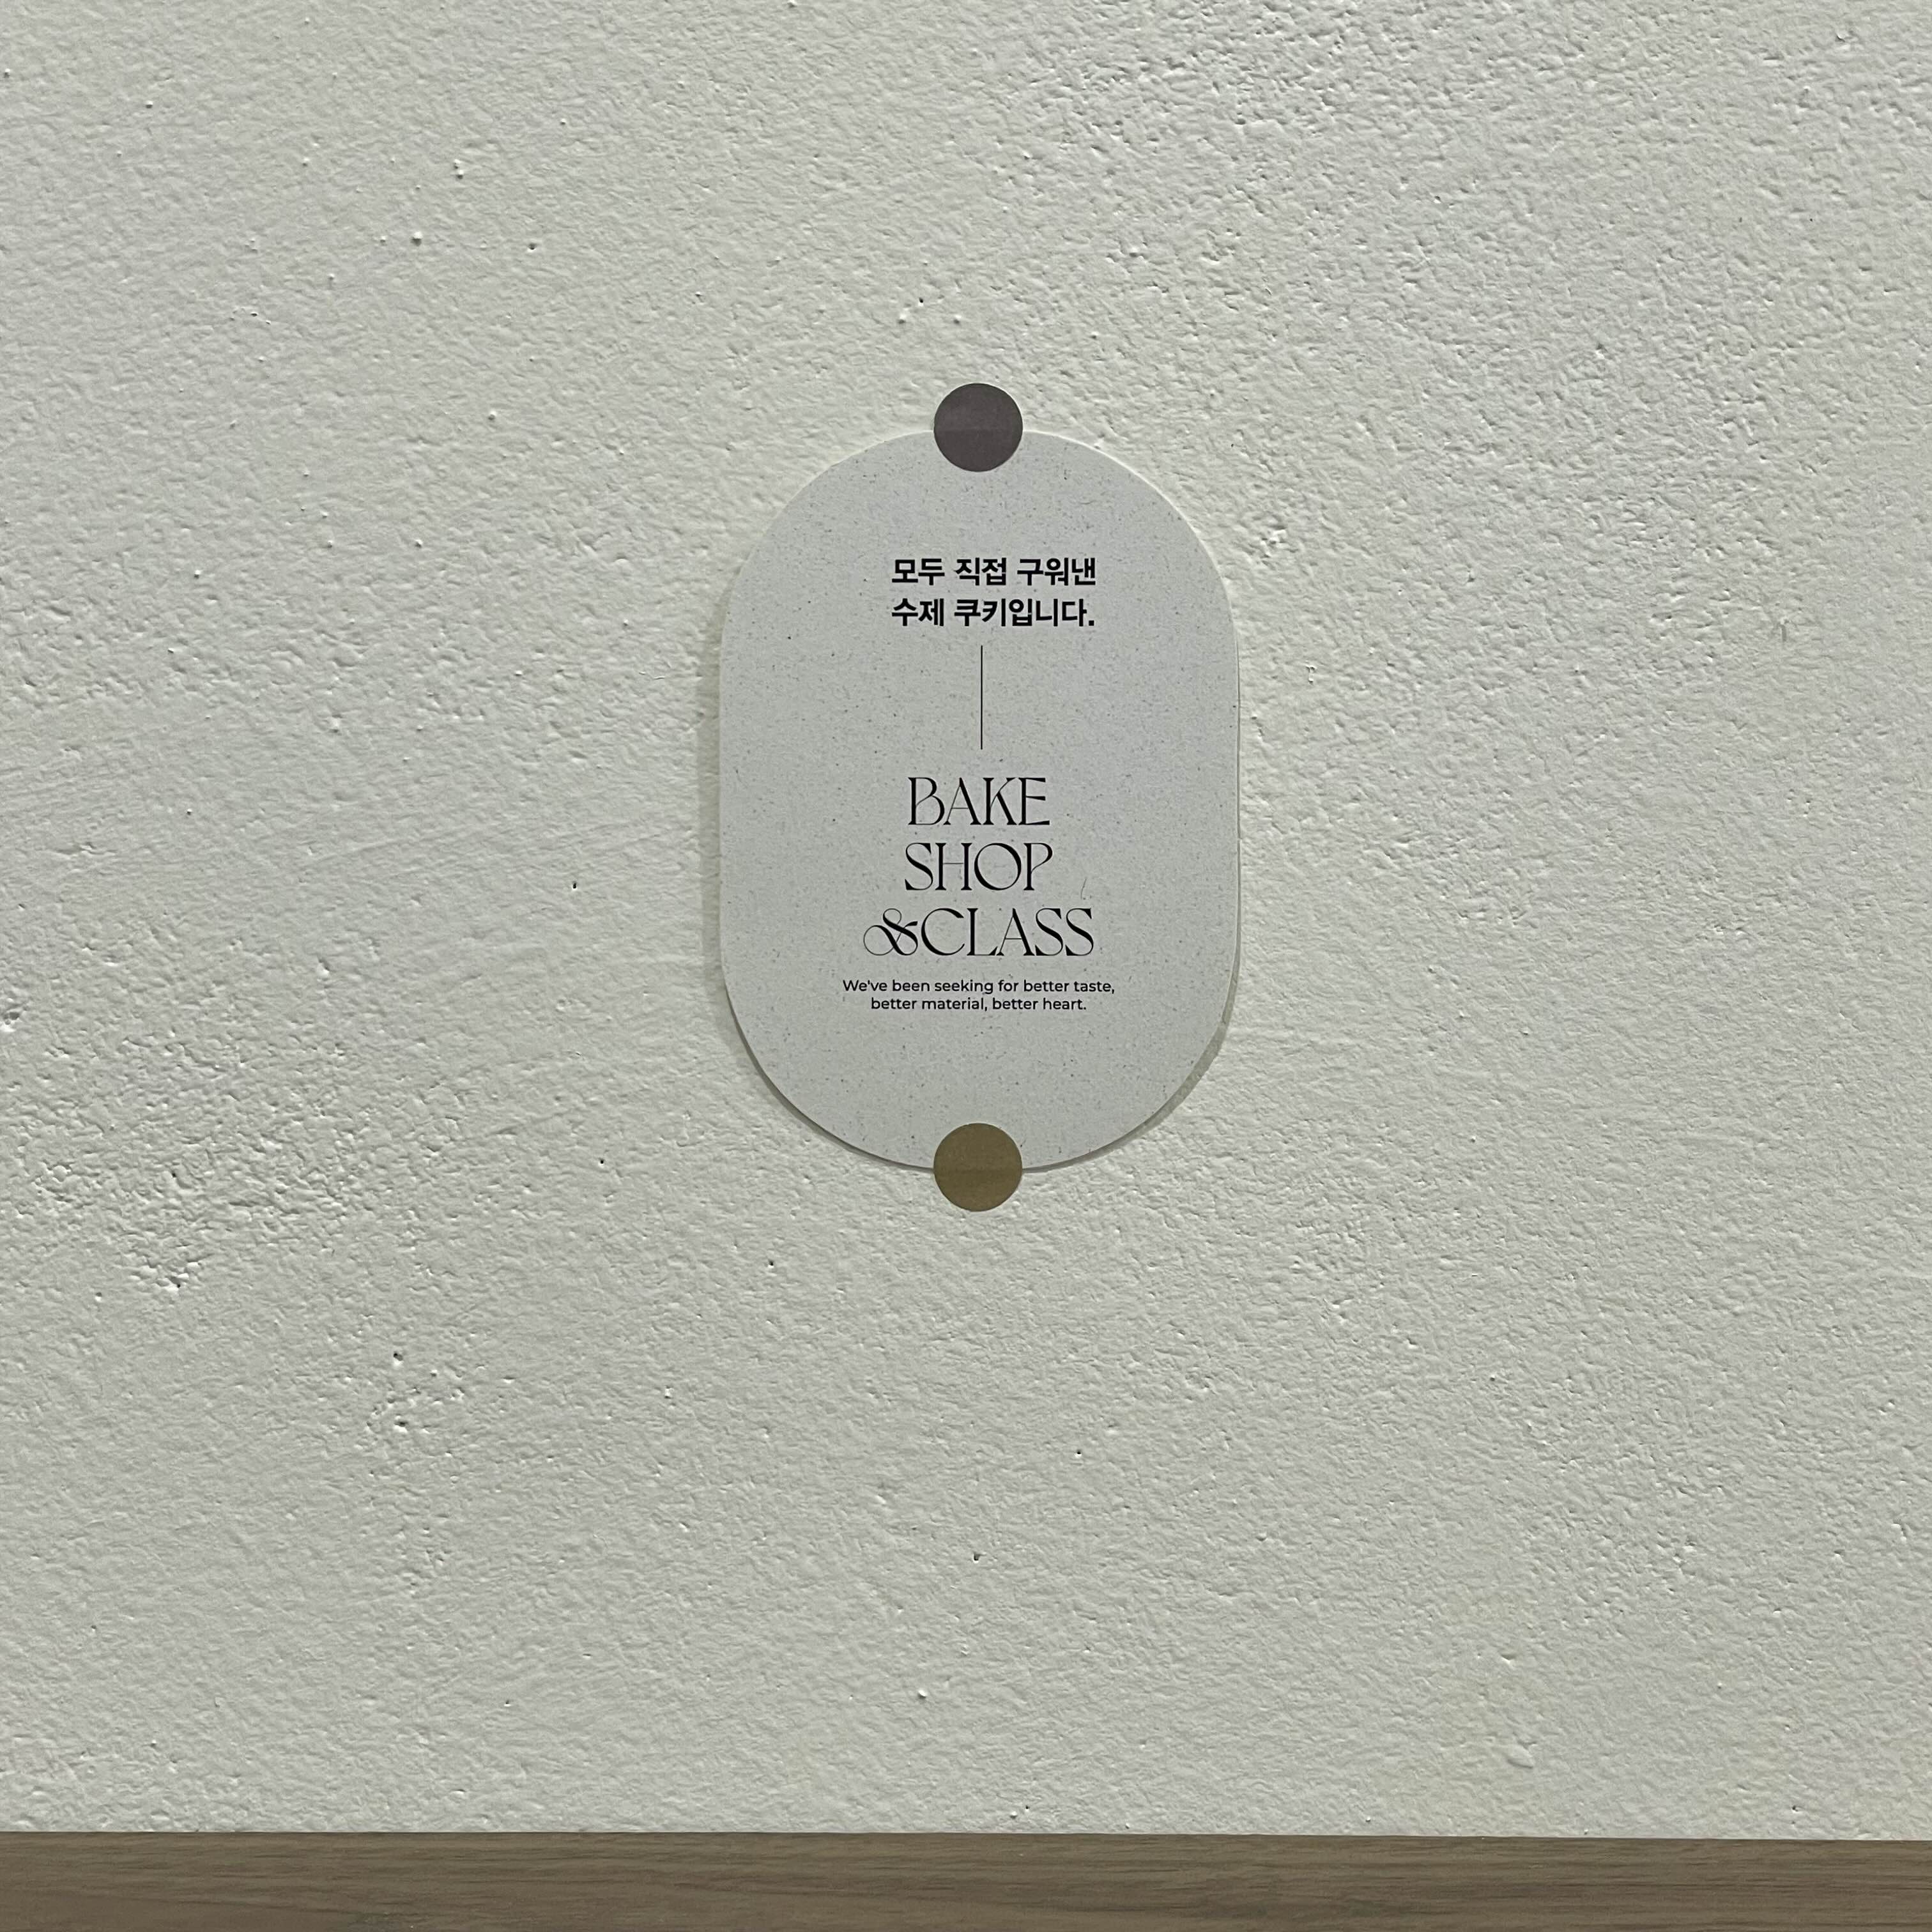 모두 직접 구워낸
수제 쿠키입니다.
BAKE
SHOP
&CLASS
We've been seeking for better taste,
better material, better heart.